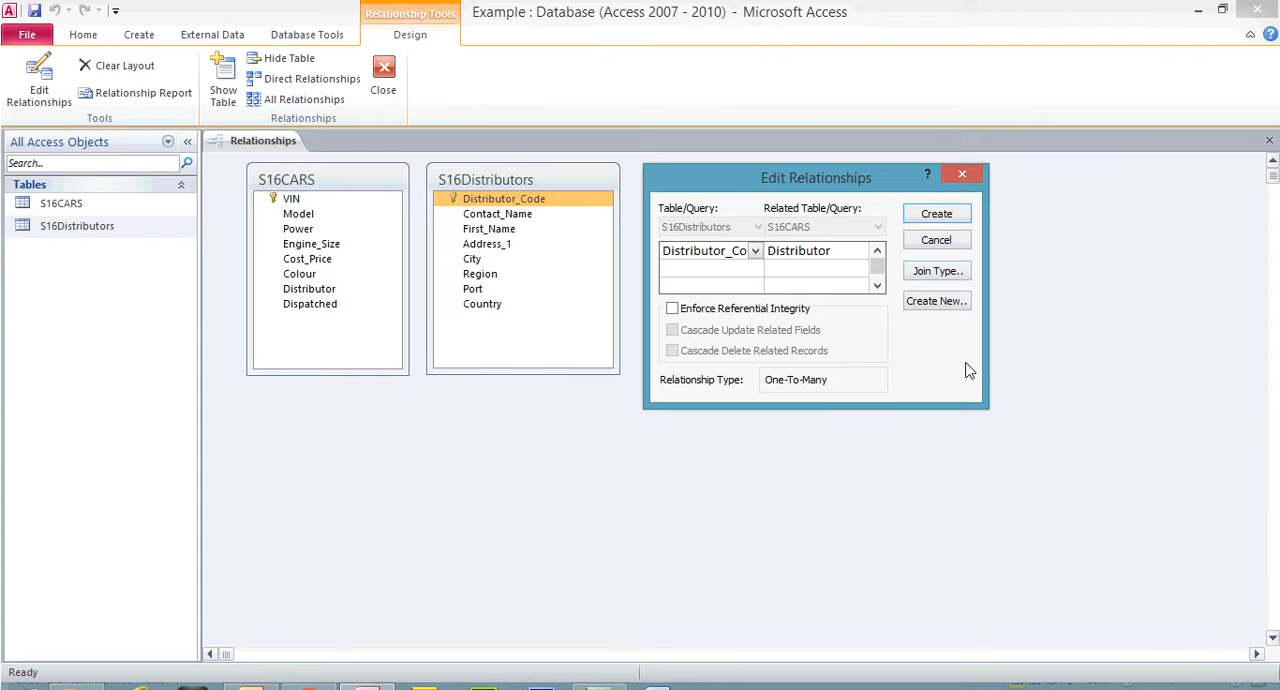 Relationship Tools
Example : Database (Access 2007 - 2010) - Microsoft Access
File
Home
Create
External Data
Database Tools
Design
Edit
Relationships
Clear Layout
Relationship Report
Tools
Show
Table
Hide Table
Direct Relationships
All Relationships
Relationships
Close
All Access Objects
Search...
Tables
S16CARS
S16Distributors
Relationships
S16CARS
VIN
Model
Power
Engine_Size
Cost_Price
Colour
Distributor
Dispatched
S16Distributors
Distributor_Code
Contact_Name
First_Name
Address_1
City
Region
Port
Country
Edit Relationships
?
Table/Query:
Related Table/Query:
S16Distributors
S16CARS
Distributor_Co
Distributor
Enforce Referential Integrity
Cascade Update Related Fields
Cascade Delete Related Records
Relationship Type:
One-To-Many
Create
Cancel
Join Type..
Create New..
Ready